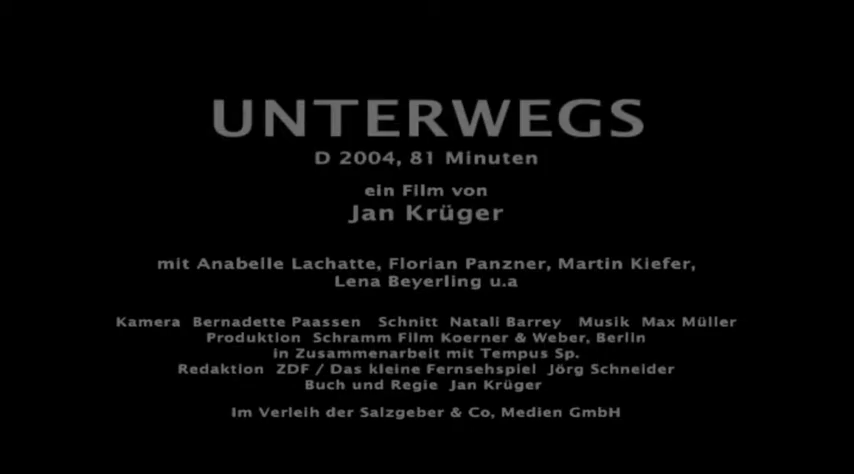 UNTERWEGS
D 2004, 81 Minuten
ein Film von
Jan Krüger
mit Anabelle Lachatte, Florian Panzner, Martin Kiefer,
Lena Beyerling u.a
Kamera Bernadette Paassen Schnitt Natali Barrey Musik Max Müller
Produktion Schramm Film Koerner & Weber, Berlin
in Zusammenarbeit mit Tempus Sp.
Redaktion ZDF / Das kleine Fernsehspiel Jörg Schneider
Buch und Regie Jan Krüger
Im Verleih der Salzgeber & Co, Medien GmbH